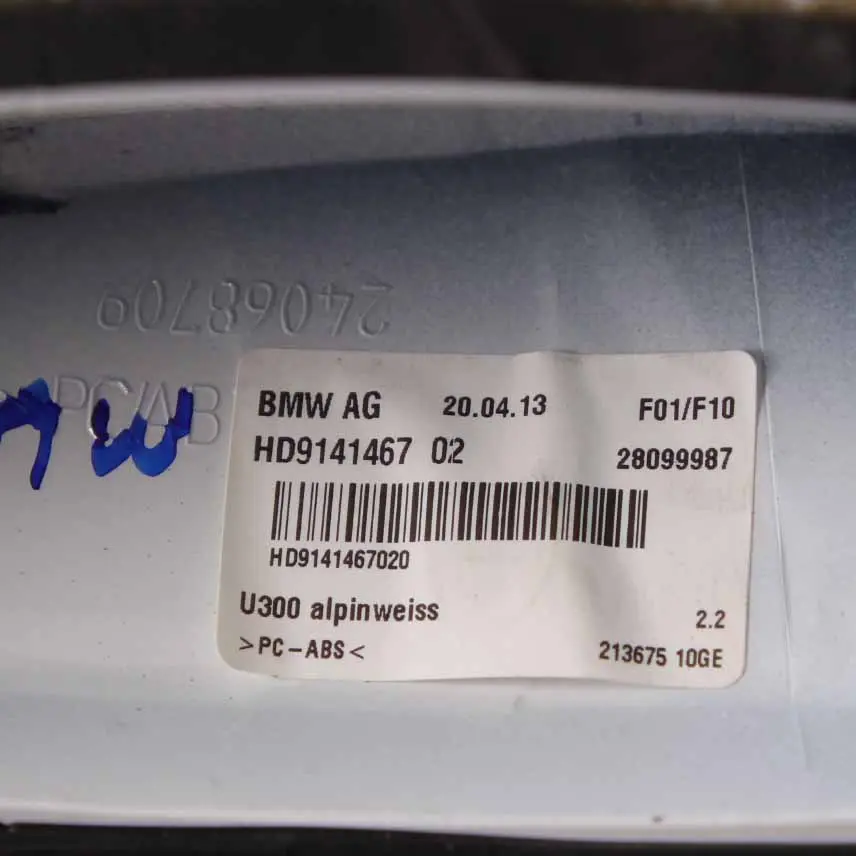 24068709
PC/AB
BMW AG 20.04.13 F01/F10
HD9141467 02 28099987
HD9141467020
U300 alpinweiss 2.2
>PC-ABS< 213675 10GE